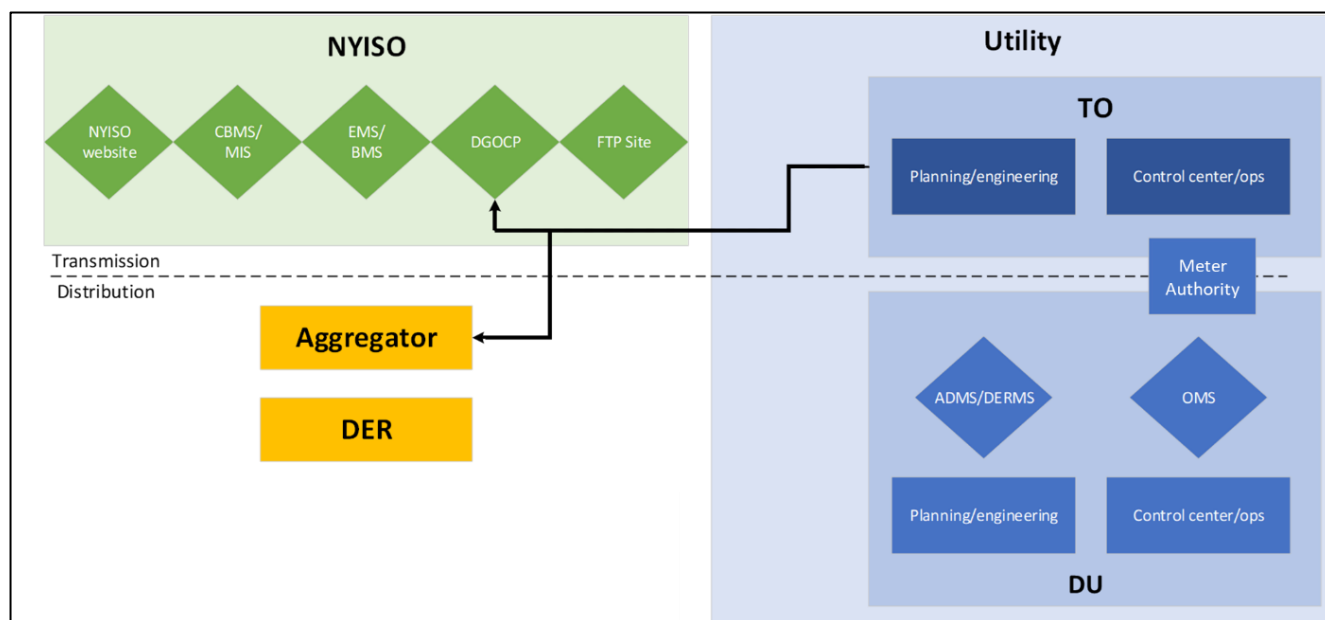 NYISO
Utility
NYISO
website
CBMS/
MIS
EMS/
BMS
DGOCP
FTP Site
TO
Planning/engineering
Control center/ops
Transmission
Distribution
Meter
Authority
Aggregator
DER
ADMS/DERMS
OMS
Planning/engineering
Control center/ops
DU